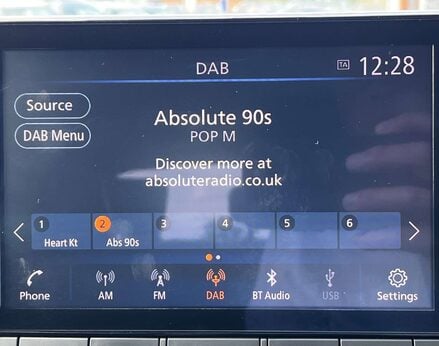 DAB TA 12:28
Source
DAB Menu
Absolute 90s
POP M
Discover more at
absoluteradio.co.uk
1 2 3 4 5 6
Heart Kt Abs 90s
Phone AM FM DAB BT Audio USB Settings